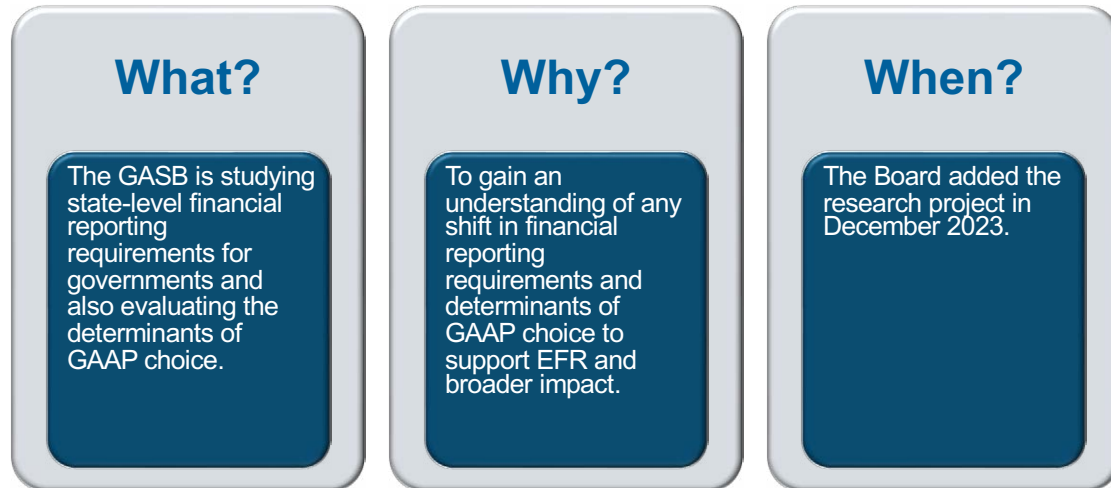 What?
The GASB is studying
state-level financial
reporting
requirements for
governments and
also evaluating the
determinants of
GAAP choice.
Why?
To gain an
understanding of any
shift in financial
reporting
requirements and
determinants of
GAAP choice to
support EFR and
broader impact.
When?
The Board added the
research project in
December 2023.